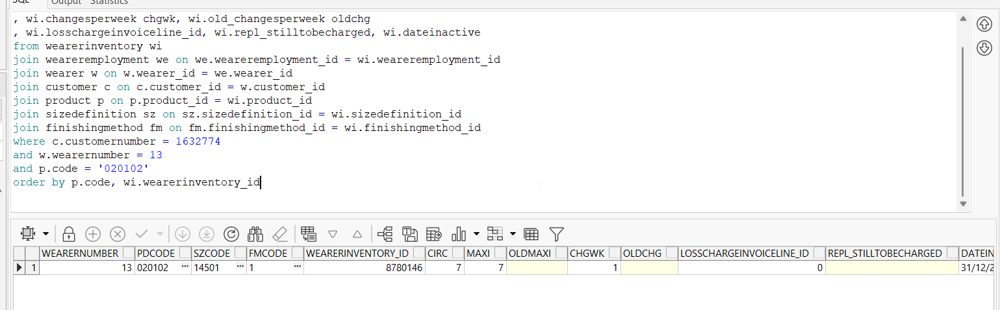 SQL Output Statistics
, wi.changesperweek chgwk, wi.old_changesperweek oldchg
, wi.losschargeinvoiceline_id, wi.repl_stilltobecharged, wi.dateinactive
from wearerinventory wi
join weareremployment we on we.weareremployment_id = wi.weareremployment_id
join wearer w on w.wearer_id = we.wearer_id
join customer c on c.customer_id = w.customer_id
join product p on p.product_id = wi.product_id
join sizedefinition sz on sz.sizedefinition_id = wi.sizedefinition_id
join finishingmethod fm on fm.finishingmethod_id = wi.finishingmethod_id
where c.customernumber = 1632774
and w.wearernumber = 13
and p.code = '020102'
order by p.code, wi.wearerinventory_id
WEARERNUMBER PDCODE SZCODE FMCODE WEARERINVENTORY_ID CIRC MAXI OLDMAXI CHGWK OLDCHG LOSSCHARGEINVOICELINE_ID REPL_STILLTOBECHARGED DATEIN
1 13 020102 ... 14501 ... 1 ... 8780146 7 7 1 0 31/12/2